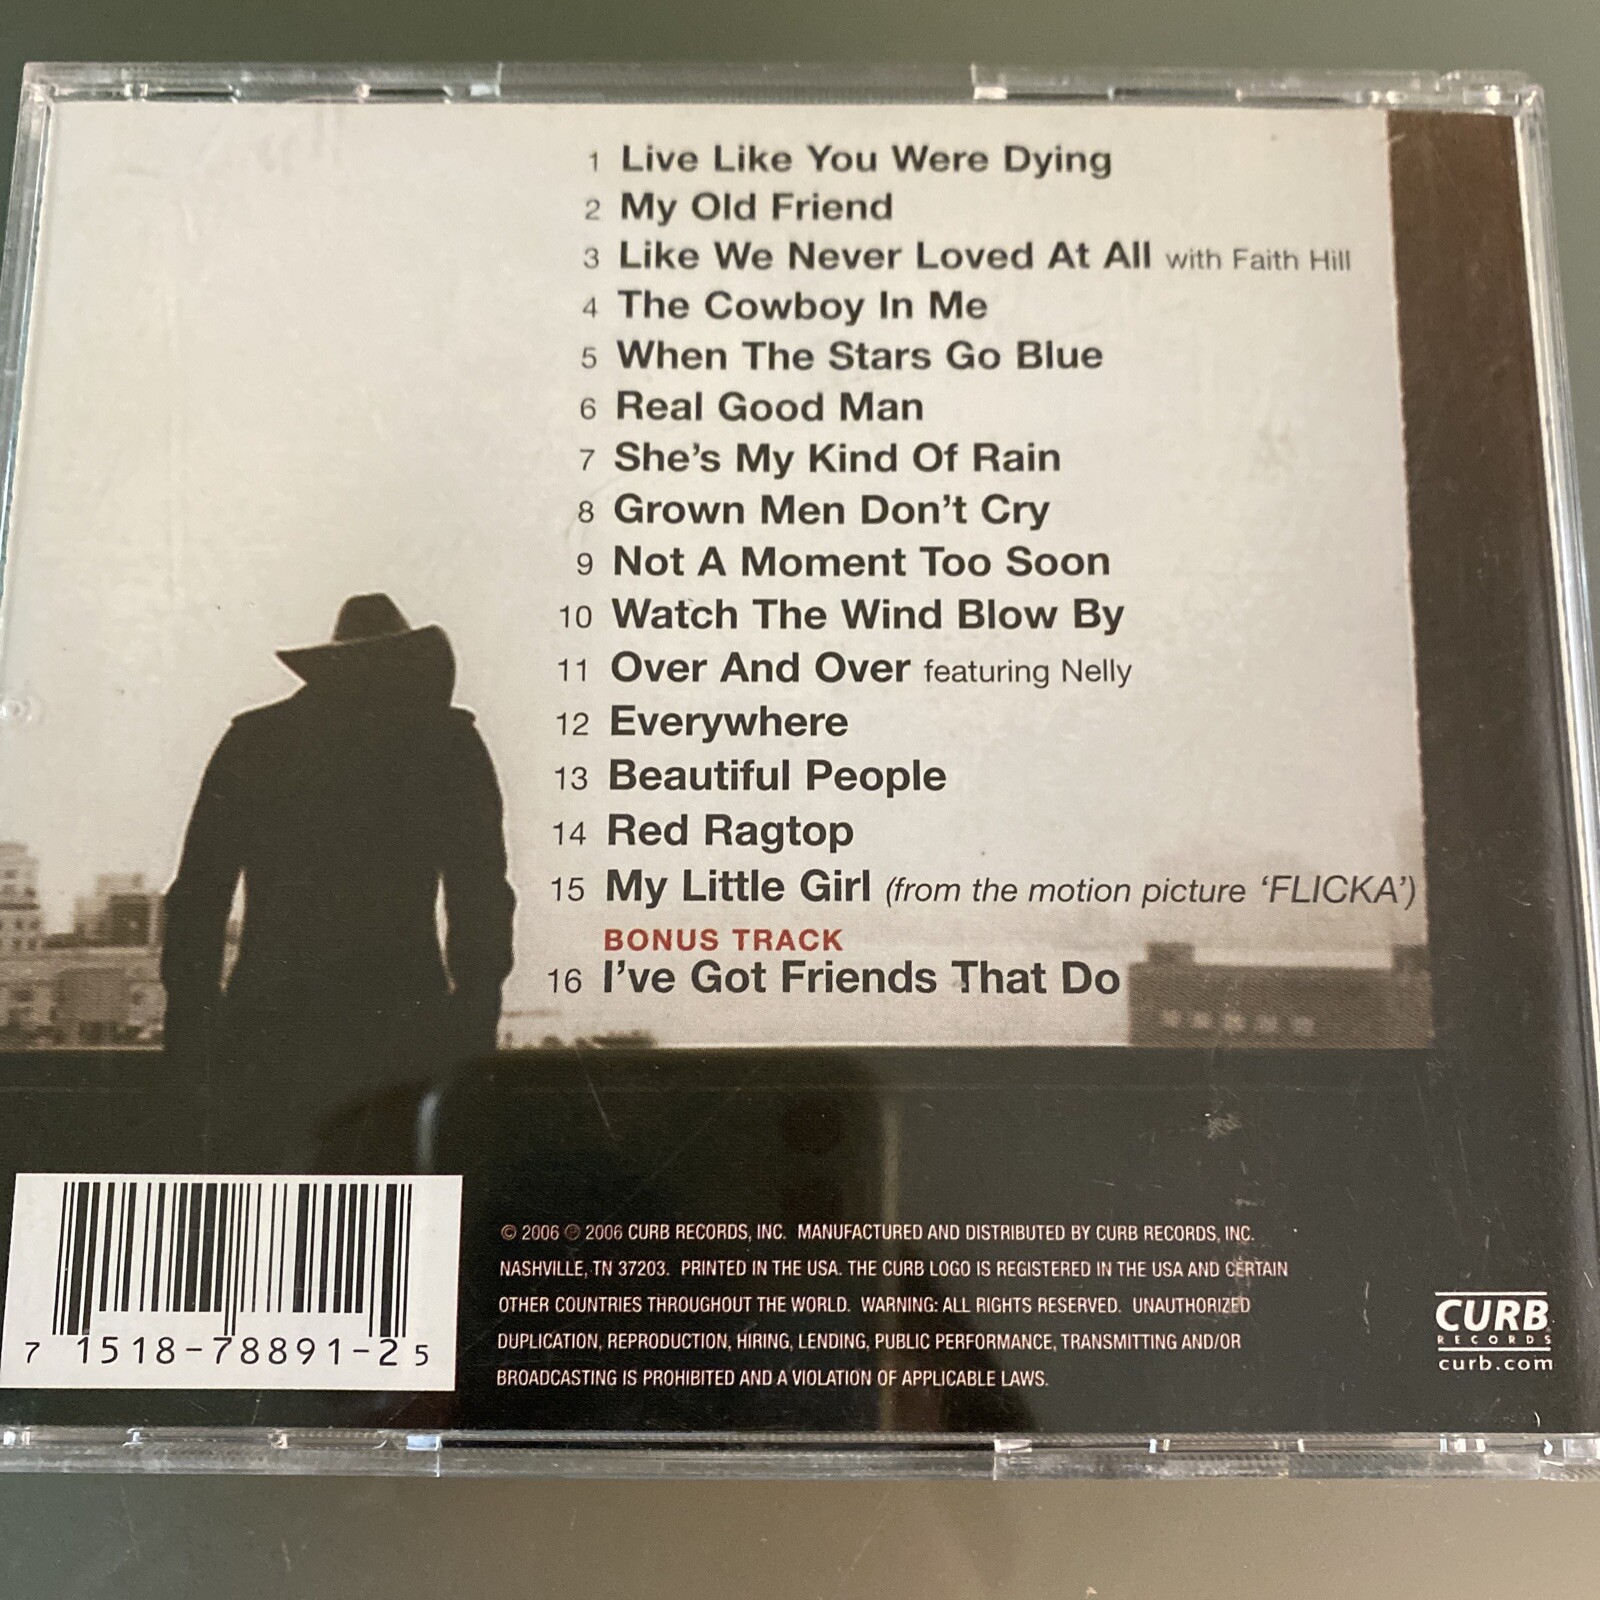 1 Live Like You Were Dying
2 My Old Friend
3 Like We Never Loved At All with Faith Hill
4 The Cowboy In Me
5 When The Stars Go Blue
6 Real Good Man
7 She's My Kind Of Rain
8 Grown Men Don't Cry
9 Not A Moment Too Soon
10 Watch The Wind Blow By
11 Over And Over featuring Nelly
12 Everywhere
13 Beautiful People
14 Red Ragtop
15 My Little Girl (from the motion picture 'FLICKA')
BONUS TRACK
16 I've Got Friends That Do
7 1518-78891-2 5
© 2006 ℗ 2006 CURB RECORDS, INC. MANUFACTURED AND DISTRIBUTED BY CURB RECORDS, INC.
NASHVILLE, TN 37203. PRINTED IN THE USA. THE CURB LOGO IS REGISTERED IN THE USA AND CERTAIN
OTHER COUNTRIES THROUGHOUT THE WORLD. WARNING: ALL RIGHTS RESERVED. UNAUTHORIZED
DUPLICATION, REPRODUCTION, HIRING, LENDING, PUBLIC PERFORMANCE, TRANSMITTING AND/OR
BROADCASTING IS PROHIBITED AND A VIOLATION OF APPLICABLE LAWS.
CURB
RECORDS
curb.com